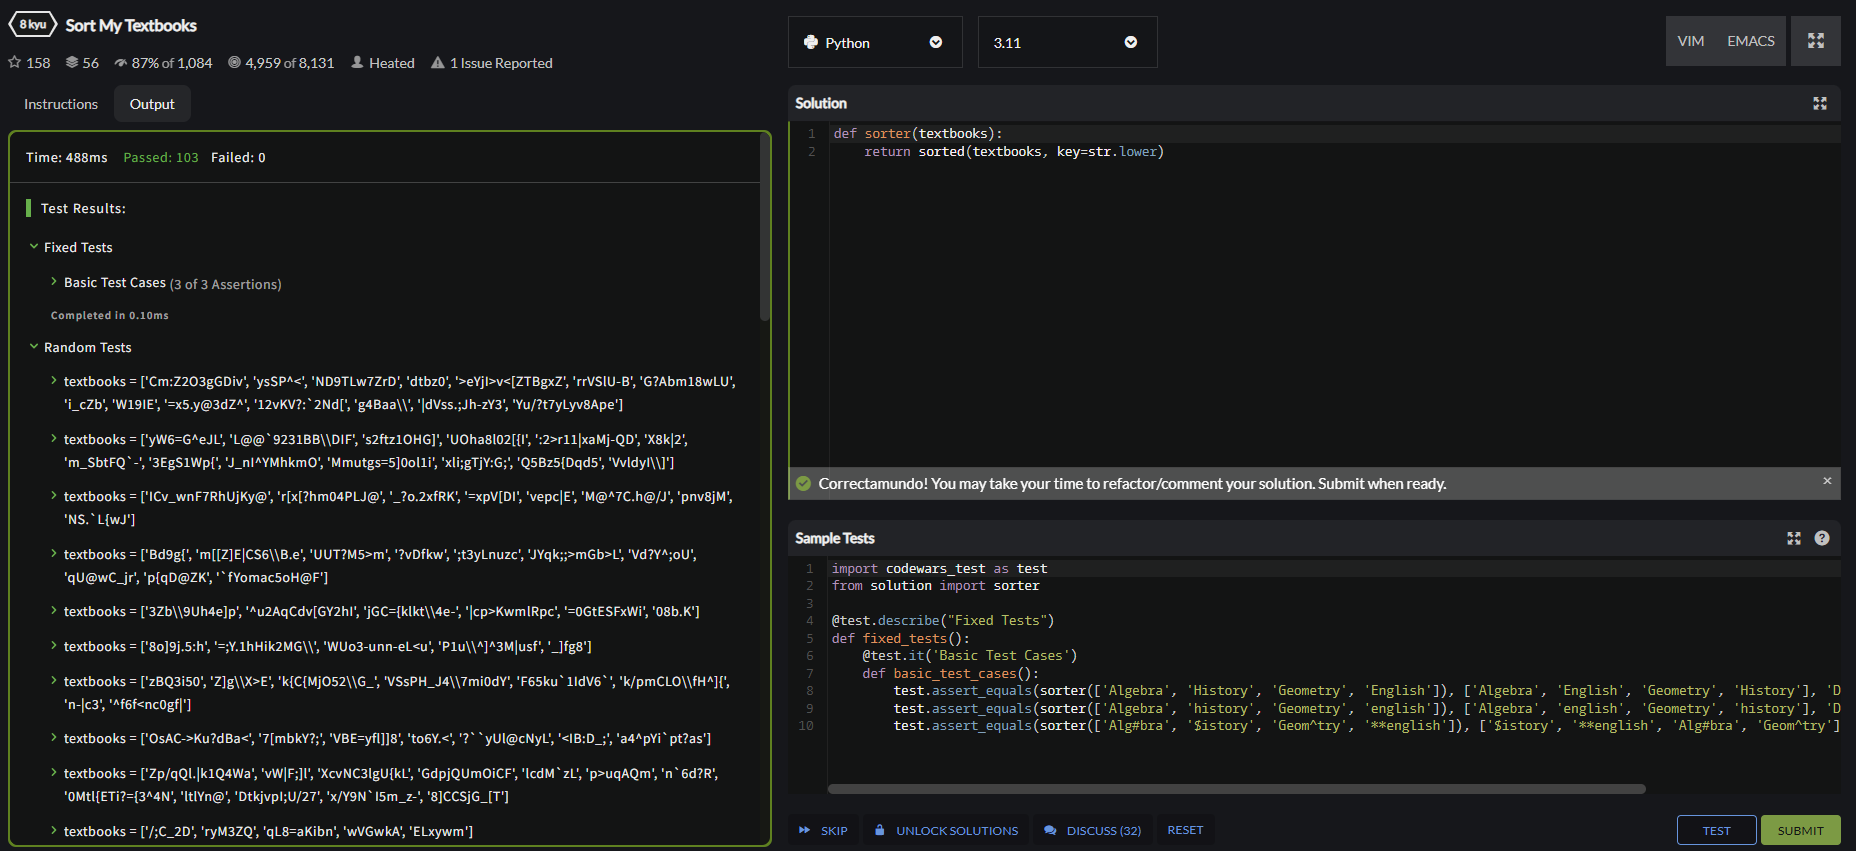 8 kyu Sort My Textbooks
158 56 87% of 1,084 4,959 of 8,131 Heated 1 Issue Reported
Instructions Output
Time: 488ms Passed: 103 Failed: 0
Test Results:
Fixed Tests
Basic Test Cases (3 of 3 Assertions)
Completed in 0.10ms
Random Tests
textbooks = ['Cm:Z2O3gGDiv', 'ysSP^<', 'ND9TLw7ZrD', 'dtbz0', '>eYjI>v<[ZTBgxZ', 'rrVSlU-B', 'G?Abm18wLU',
'i_cZb', 'W19IE', '=x5.y@3dZ^', '12vKV?:`2Nd[', 'g4Baa\\', '|dVss.;Jh-zY3', 'Yu/?t7yLyv8Ape']
textbooks = ['yW6=G^eJL', 'L@@`9231BB\\DIF', 's2ftz1OHG]', 'UOha8l02[{I', ':2>r11|xaMj-QD', 'X8k|2',
'm_SbtFQ`-', '3EgS1Wp{', 'J_nI^YMhkmO', 'Mmutgs=5]0ol1i', 'xli;gTjY:G;', 'Q5Bz5{Dqd5', 'VvldyI\\]']
textbooks = ['ICv_wnF7RhUjKy@', 'r[x[?hm04PLJ@', '_?o.2xfRK', '=xpV[DI', 'vepc|E', 'M@^7C.h@/J', 'pnv8jM',
'NS.`L{wJ']
textbooks = ['Bd9g{', 'm[[Z]E|CS6\\B.e', 'UUT?M5>m', '?vDfkw', ';t3yLnuzc', 'JYqk;;>mGb>L', 'Vd?Y^;oU',
'qU@wC_jr', 'p{qD@ZK', '`fYomac5oH@F']
textbooks = ['3Zb\\9Uh4e]p', '^u2AqCdv[GY2hI', 'jGC={klkt\\4e-', '|cp>KwmlRpc', '=0GtESFxWi', '08b.K']
textbooks = ['8o]9j.5:h', '=;Y.1hHik2MG\\', 'WUo3-unn-eL<u', 'P1u\\^]^3M|usf', '_]fg8']
textbooks = ['zBQ3i50', 'Z]g\\X>E', 'k{C{MjO52\\G_', 'VSsPH_J4\\7mi0dY', 'F65ku`1IdV6`', 'k/pmCLO\\fH^]{',
'n-|c3', '^f6f<nc0gf|']
textbooks = ['OsAC->Ku?dBa<', '7[mbkY?;', 'VBE=yfl]]8', 'to6Y.<', '?``yUl@cNyL', '<IB:D_;', 'a4^pYi`pt?as']
textbooks = ['Zp/qQl.|k1Q4Wa', 'vW|F;]l', 'XcvNC3lgU{kL', 'GdpjQUmOiCF', 'lcdM`zL', 'p>uqAQm', 'n`6d?R',
'0Mtl{ETi?={3^4N', 'ltlYn@', 'DtkjvpI;U/27', 'x/Y9N`I5m_z-', '8]CCSjG_[T']
textbooks = ['/;C_2D', 'ryM3ZQ', 'qL8=aKibn', 'wVGwkA', 'ELxywm']
Python 3.11 VIM EMACS
Solution
1 def sorter(textbooks):
2 return sorted(textbooks, key=str.lower)
Correctamundo! You may take your time to refactor/comment your solution. Submit when ready. ×
Sample Tests ?
1 import codewars_test as test
2 from solution import sorter
3
4 @test.describe("Fixed Tests")
5 def fixed_tests():
6 @test.it('Basic Test Cases')
7 def basic_test_cases():
8 test.assert_equals(sorter(['Algebra', 'History', 'Geometry', 'English']), ['Algebra', 'English', 'Geometry', 'History'], 'D
9 test.assert_equals(sorter(['Algebra', 'history', 'Geometry', 'english']), ['Algebra', 'english', 'Geometry', 'history'], 'D
10 test.assert_equals(sorter(['Alg#bra', '$istory', 'Geom^try', '**english']), ['$istory', '**english', 'Alg#bra', 'Geom^try']
SKIP UNLOCK SOLUTIONS DISCUSS (32) RESET TEST SUBMIT